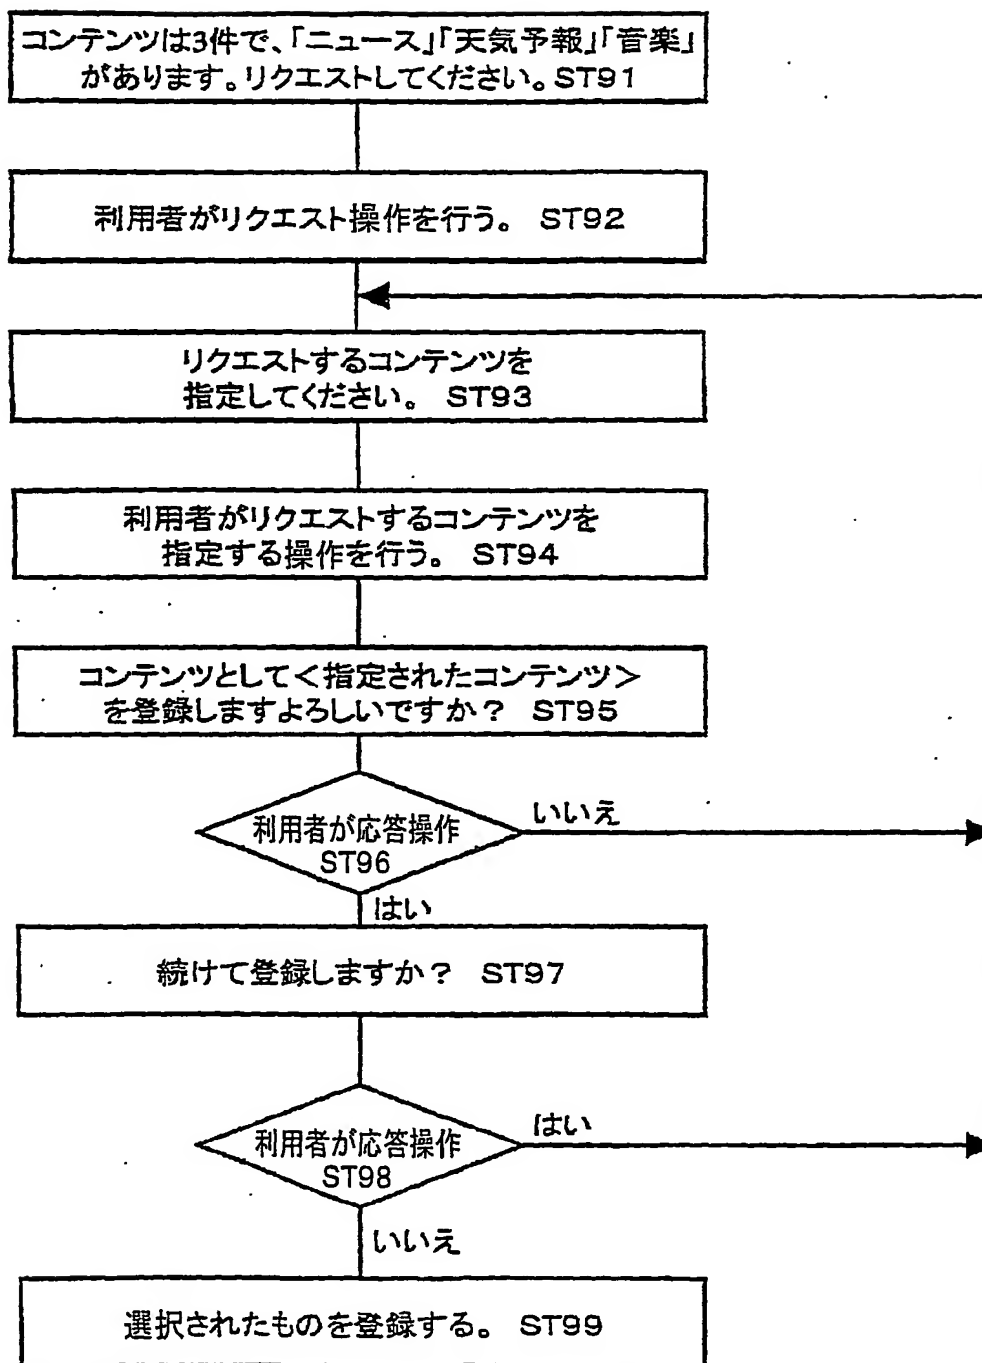 コンテンツは3件で、「ニュース」「天気予報」「音楽」
があります。リクエストしてください。ST91
利用者がリクエスト操作を行う。 ST92
リクエストするコンテンツを
指定してください。 ST93
利用者がリクエストするコンテンツを
指定する操作を行う。 ST94
コンテンツとして<指定されたコンテンツ>
を登録しますよろしいですか? ST95
利用者が応答操作
ST96
いいえ
はい
続けて登録しますか? ST97
利用者が応答操作
ST98
はい
いいえ
選択されたものを登録する。 ST99